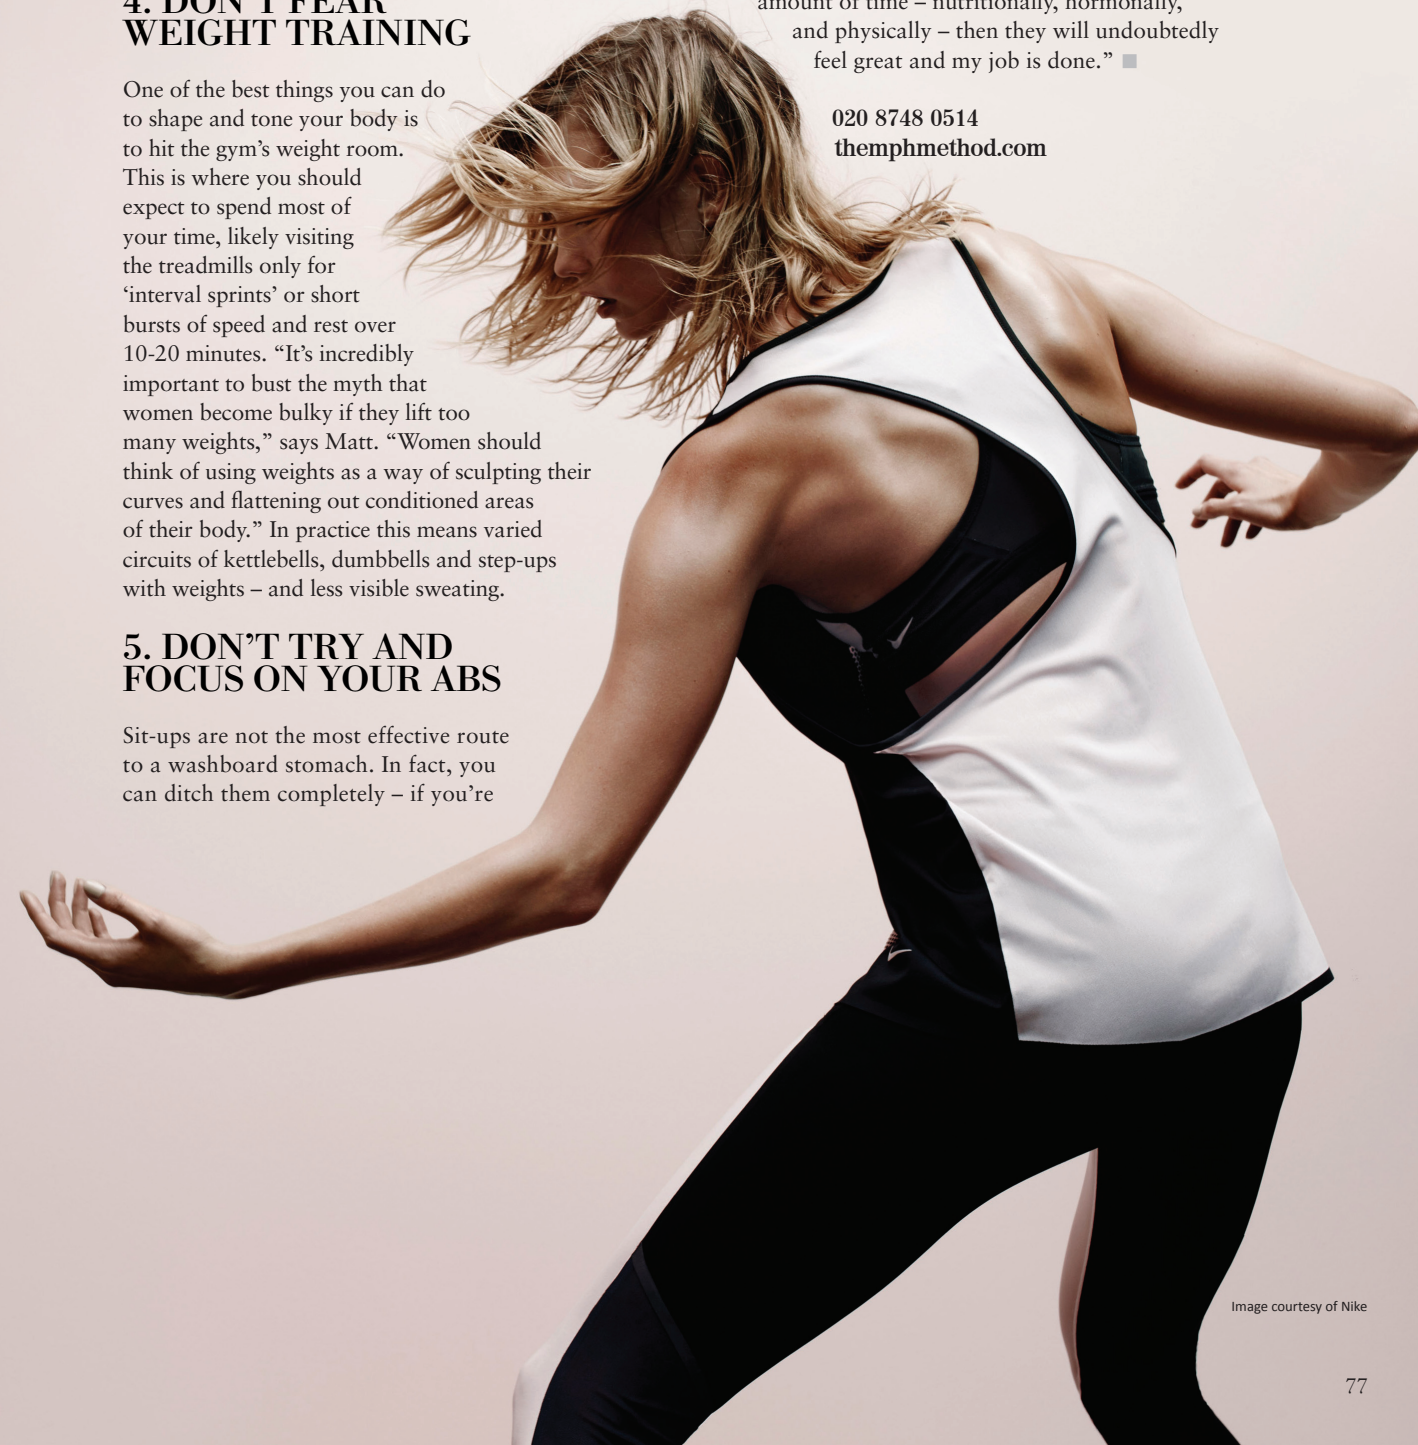 4. DON'T FEAR
WEIGHT TRAINING
One of the best things you can do
to shape and tone your body is
to hit the gym's weight room.
This is where you should
expect to spend most of
your time, likely visiting
the treadmills only for
‘interval sprints’ or short
bursts of speed and rest over
10-20 minutes. “It’s incredibly
important to bust the myth that
women become bulky if they lift too
many weights,” says Matt. “Women should
think of using weights as a way of sculpting their
curves and flattening out conditioned areas
of their body.” In practice this means varied
circuits of kettlebells, dumbbells and step-ups
with weights – and less visible sweating.
5. DON’T TRY AND
FOCUS ON YOUR ABS
Sit-ups are not the most effective route
to a washboard stomach. In fact, you
can ditch them completely – if you’re
amount of time – nutritionally, hormonally,
and physically – then they will undoubtedly
feel great and my job is done.”
020 8748 0514
themphmethod.com
Image courtesy of Nike
77